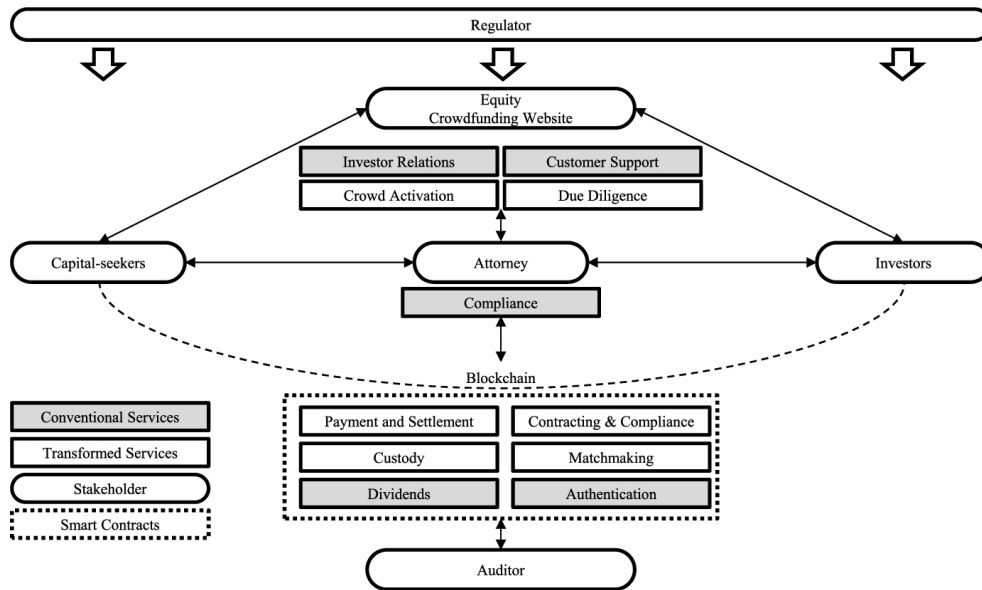 Regulator
Equity
Crowdfunding Website
Investor Relations
Customer Support
Crowd Activation
Due Diligence
Capital-seekers
Attorney
Investors
Compliance
Blockchain
Conventional Services
Transformed Services
Stakeholder
Smart Contracts
Payment and Settlement
Contracting & Compliance
Custody
Matchmaking
Dividends
Authentication
Auditor